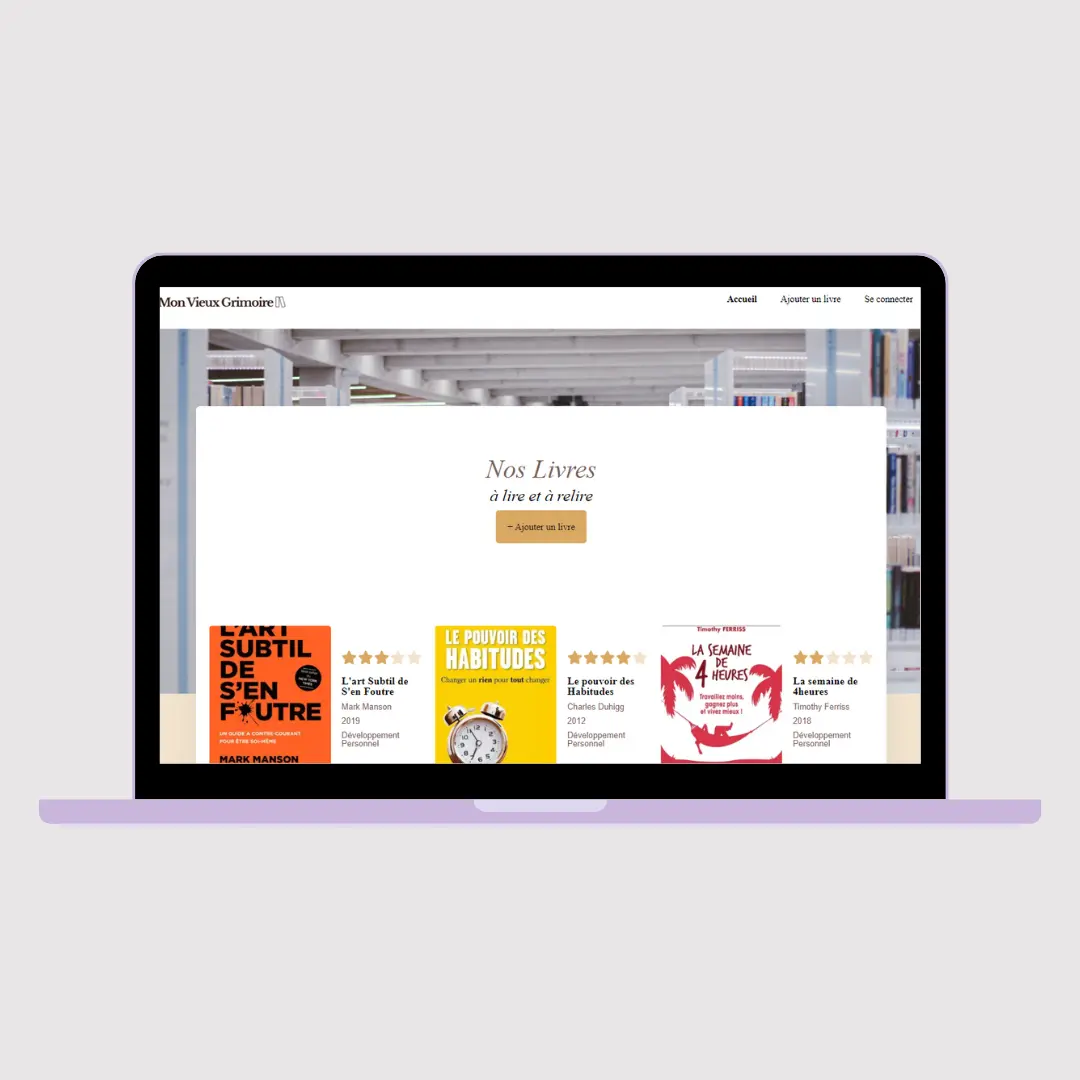 Mon Vieux Grimoire
Accueil
Ajouter un livre
Se connecter
Nos Livres
à lire et à relire
+ Ajouter un livre
L'ART
SUBTIL
DE
S'EN
F*UTRE
UN GUIDE À CONTRE-COURANT
POUR ÊTRE SOI-MÊME
MARK MANSON
L'art Subtil de
S'en Foutre
Mark Manson
2019
Développement
Personnel
LE POUVOIR DES
HABITUDES
Changer un rien pour tout changer
Le pouvoir des
Habitudes
Charles Duhigg
2012
Développement
Personnel
Timothy FERRISS
LA SEMAINE
DE
4 HEURES
Travaillez moins,
gagnez plus
et vivez mieux !
La semaine de
4heures
Timothy Ferriss
2018
Développement
Personnel